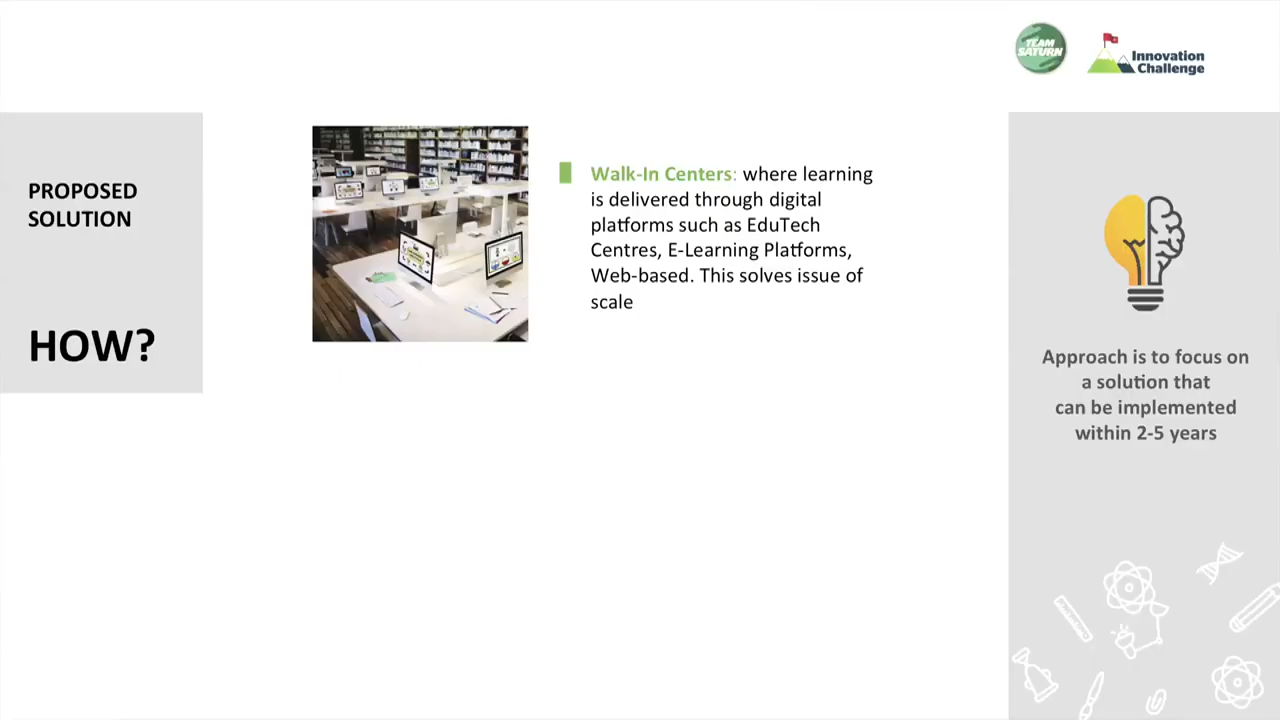 TEAM
SATURN
Innovation
Challenge
PROPOSED
SOLUTION
HOW?
Walk-In Centers: where learning
is delivered through digital
platforms such as EduTech
Centres, E-Learning Platforms,
Web-based. This solves issue of
scale
Approach is to focus on
a solution that
can be implemented
within 2-5 years